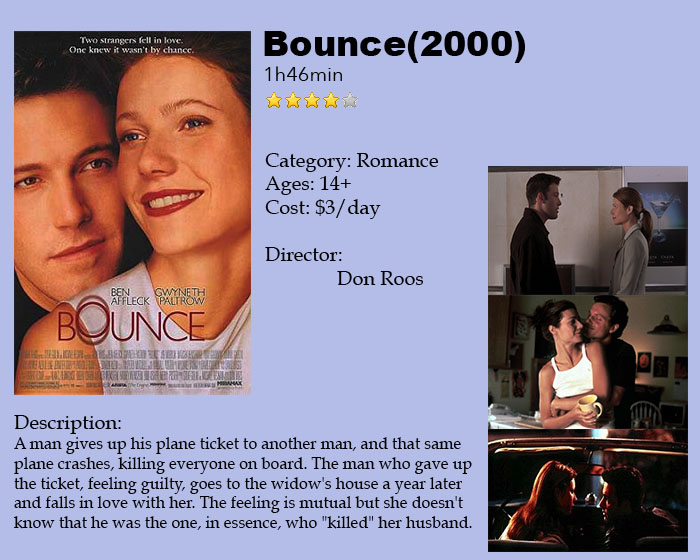 Two strangers fell in love.
One knew it wasn't by chance.
BEN AFFLECK
GWYNETH PALTROW
BOUNCE
MIRAMAX
Bounce(2000)
1h46min
Category: Romance
Ages: 14+
Cost: $3/day
Director:
Don Roos
Description:
A man gives up his plane ticket to another man, and that same
plane crashes, killing everyone on board. The man who gave up
the ticket, feeling guilty, goes to the widow's house a year later
and falls in love with her. The feeling is mutual but she doesn't
know that he was the one, in essence, who "killed" her husband.